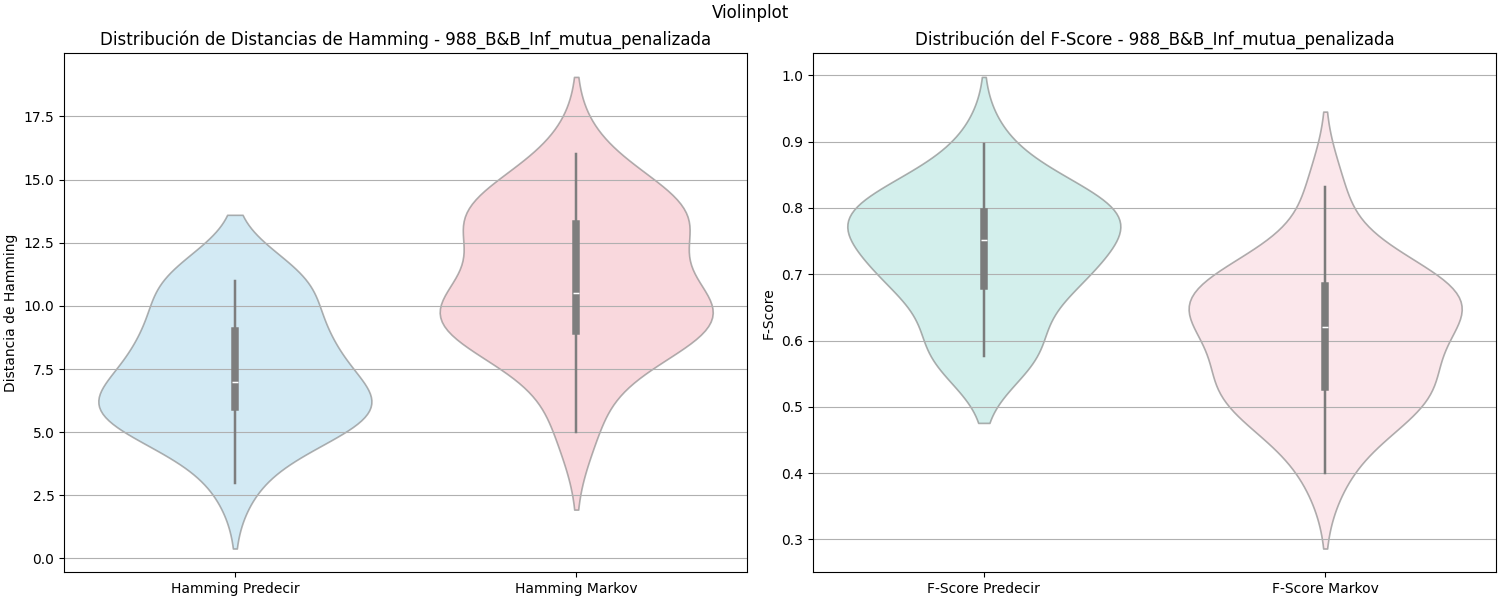 Violinplot
Distribución de Distancias de Hamming - 988_B&B_Inf_mutua_penalizada
Distancia de Hamming
17.5
15.0
12.5
10.0
7.5
5.0
2.5
0.0
Hamming Predecir
Hamming Markov
Distribución del F-Score - 988_B&B_Inf_mutua_penalizada
F-Score
1.0
0.9
0.8
0.7
0.6
0.5
0.4
0.3
F-Score Predecir
F-Score Markov